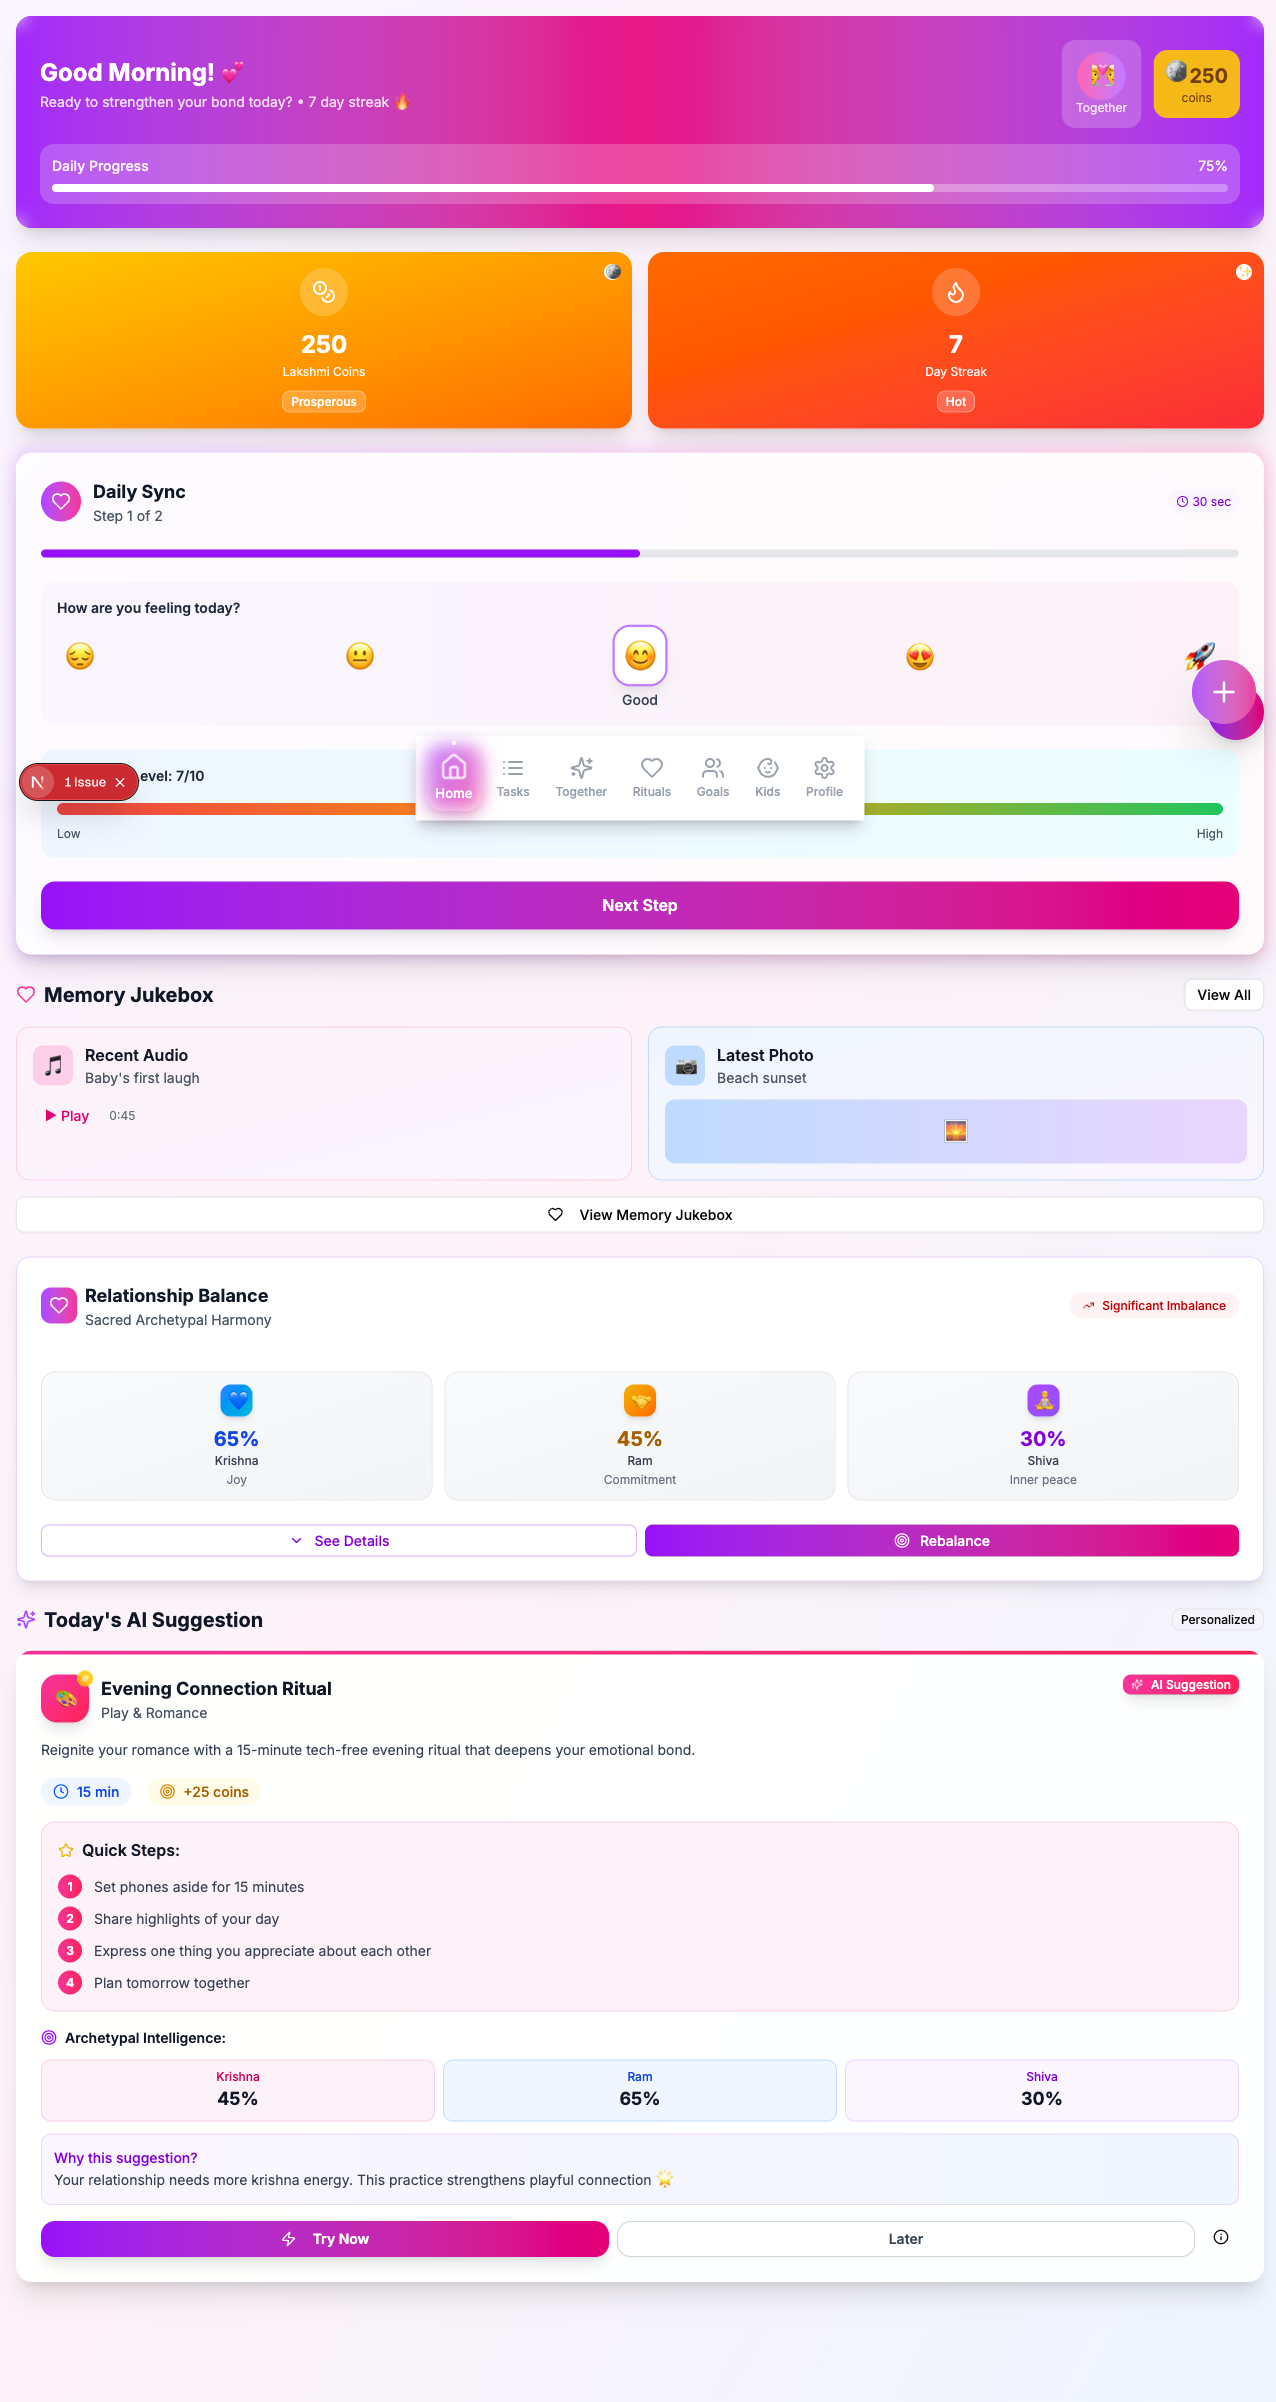 Good Morning! 💕
Ready to strengthen your bond today? • 7 day streak 🔥
Together
250
coins
Daily Progress
75%
250
Lakshmi Coins
Prosperous
7
Day Streak
Hot
Daily Sync
Step 1 of 2
30 sec
How are you feeling today?
Good
evel: 7/10
Low
High
N
1 Issue
Home
Tasks
Together
Rituals
Goals
Kids
Profile
Next Step
Memory Jukebox
View All
Recent Audio
Baby's first laugh
▶ Play
0:45
Latest Photo
Beach sunset
View Memory Jukebox
Relationship Balance
Sacred Archetypal Harmony
Significant Imbalance
65%
Krishna
Joy
45%
Ram
Commitment
30%
Shiva
Inner peace
See Details
Rebalance
Today's AI Suggestion
Personalized
Evening Connection Ritual
Play & Romance
AI Suggestion
Reignite your romance with a 15-minute tech-free evening ritual that deepens your emotional bond.
15 min
+25 coins
Quick Steps:
1 Set phones aside for 15 minutes
2 Share highlights of your day
3 Express one thing you appreciate about each other
4 Plan tomorrow together
Archetypal Intelligence:
Krishna
45%
Ram
65%
Shiva
30%
Why this suggestion?
Your relationship needs more krishna energy. This practice strengthens playful connection 🌟
Try Now
Later